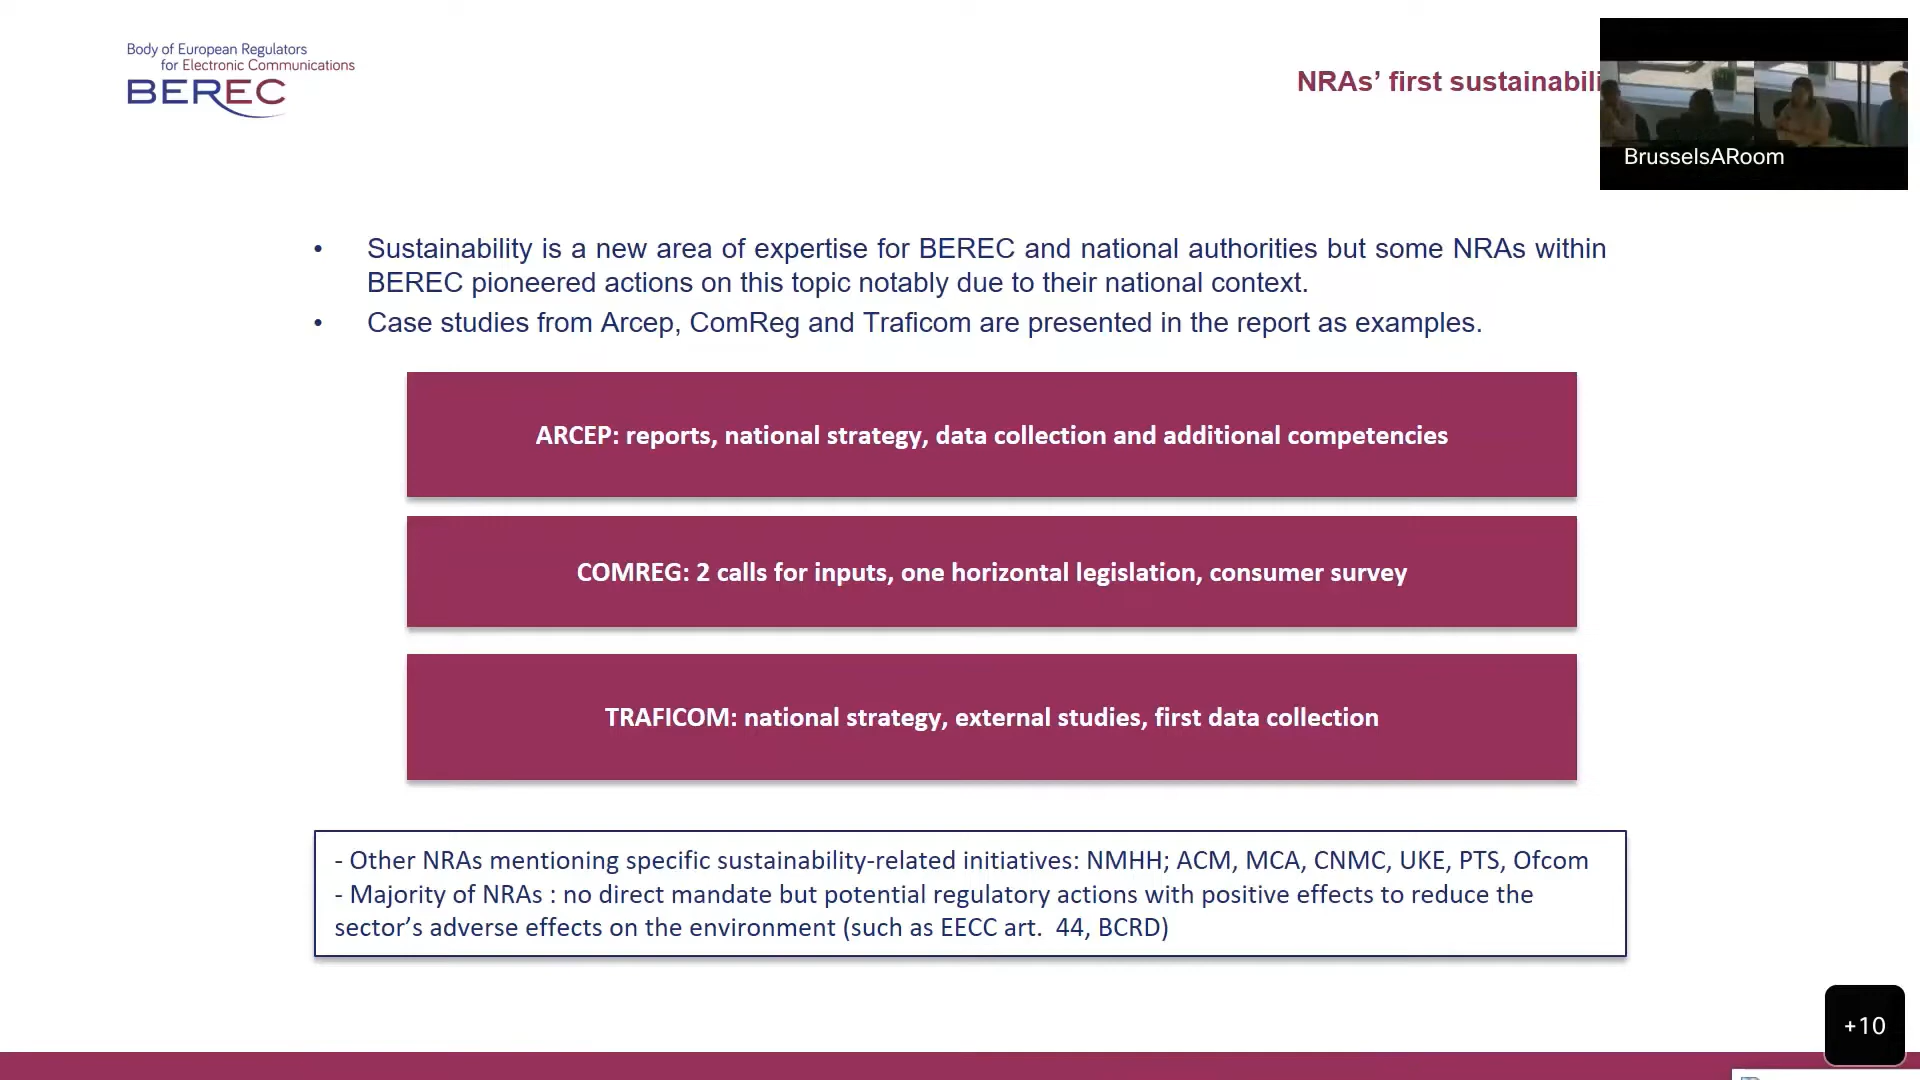 Body of European Regulators
for Electronic Communications
BEREC
NRAs’ first sustainabili
BrusselsARoom
• Sustainability is a new area of expertise for BEREC and national authorities but some NRAs within
BEREC pioneered actions on this topic notably due to their national context.
• Case studies from Arcep, ComReg and Traficom are presented in the report as examples.
ARCEP: reports, national strategy, data collection and additional competencies
COMREG: 2 calls for inputs, one horizontal legislation, consumer survey
TRAFICOM: national strategy, external studies, first data collection
- Other NRAs mentioning specific sustainability-related initiatives: NMHH; ACM, MCA, CNMC, UKE, PTS, Ofcom
- Majority of NRAs : no direct mandate but potential regulatory actions with positive effects to reduce the
sector’s adverse effects on the environment (such as EECC art. 44, BCRD)
+10